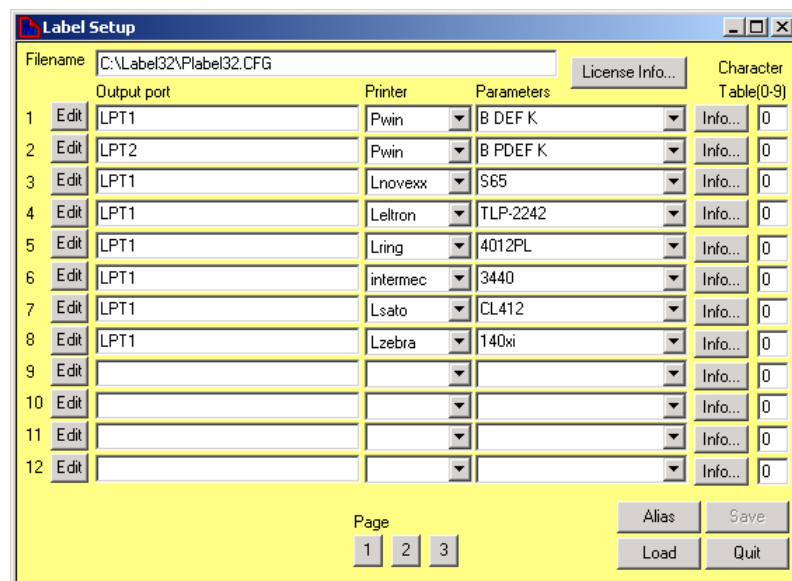 Label Setup
Filename C:\Label32\Plabel32.CFG License Info... Character
Output port Printer Parameters Table(0-9)
1 Edit LPT1 Pwin B DEF K Info... 0
2 Edit LPT2 Pwin B PDEF K Info... 0
3 Edit LPT1 Lnovexx S65 Info... 0
4 Edit LPT1 Leltron TLP-2242 Info... 0
5 Edit LPT1 Lring 4012PL Info... 0
6 Edit LPT1 intermec 3440 Info... 0
7 Edit LPT1 Lsato CL412 Info... 0
8 Edit LPT1 Lzebra 140xi Info... 0
9 Edit Info... 0
10 Edit Info... 0
11 Edit Info... 0
12 Edit Info... 0
Page Alias Save
1 2 3 Load Quit